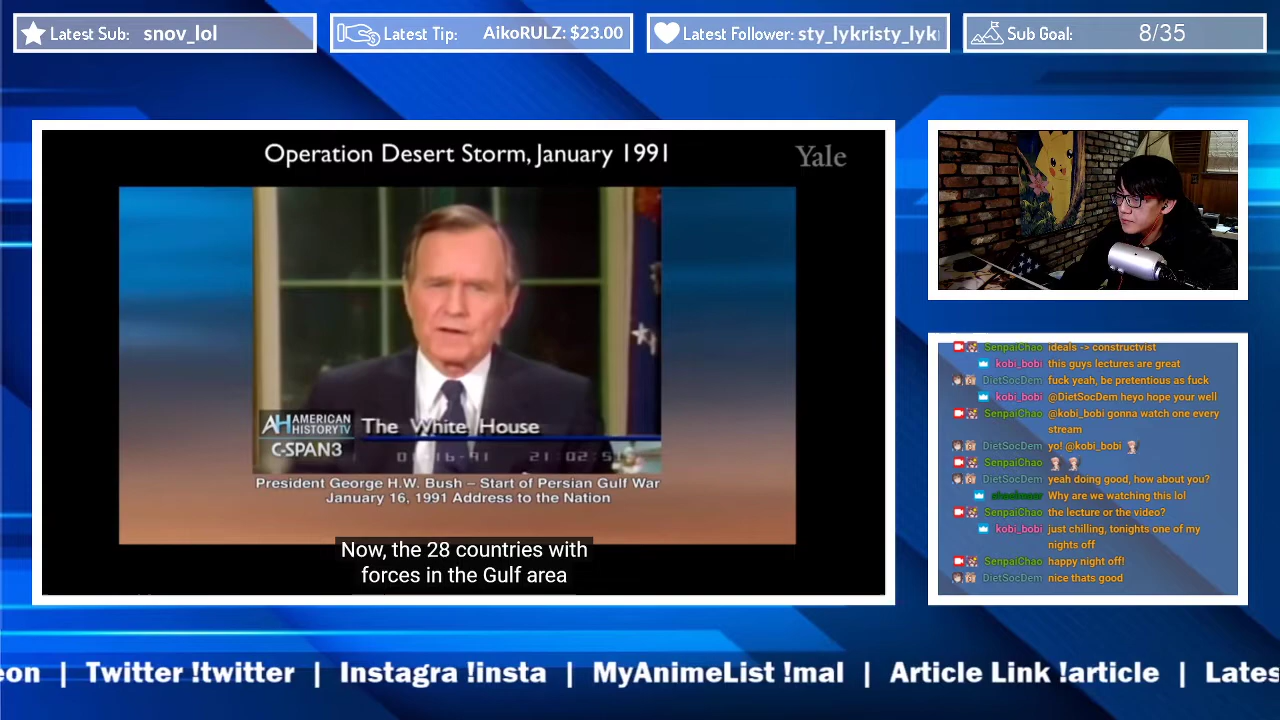 Latest Sub: snov_lol
Latest Tip: AikoRULZ: $23.00
Latest Follower: sty_lykristy_lyk
Sub Goal: 8/35
Operation Desert Storm, January 1991
Yale
AH AMERICAN HISTORYTV
C-SPAN3
The White House
President George H.W. Bush – Start of Persian Gulf War
January 16, 1991 Address to the Nation
Now, the 28 countries with
forces in the Gulf area
SenpaiChao ideals -> constructvist
kobi_bobi this guys lectures are great
DietSocDem fuck yeah, be pretentious as fuck
kobi_bobi @DietSocDem heyo hope your well
SenpaiChao @kobi_bobi gonna watch one every
stream
DietSocDem yo! @kobi_bobi
SenpaiChao
DietSocDem yeah doing good, how about you?
Why are we watching this lol
SenpaiChao the lecture or the video?
kobi_bobi just chilling, tonights one of my
nights off
SenpaiChao happy night off!
DietSocDem nice thats good
eon | Twitter !twitter | Instagra !insta | MyAnimeList !mal | Article Link !article | Lates